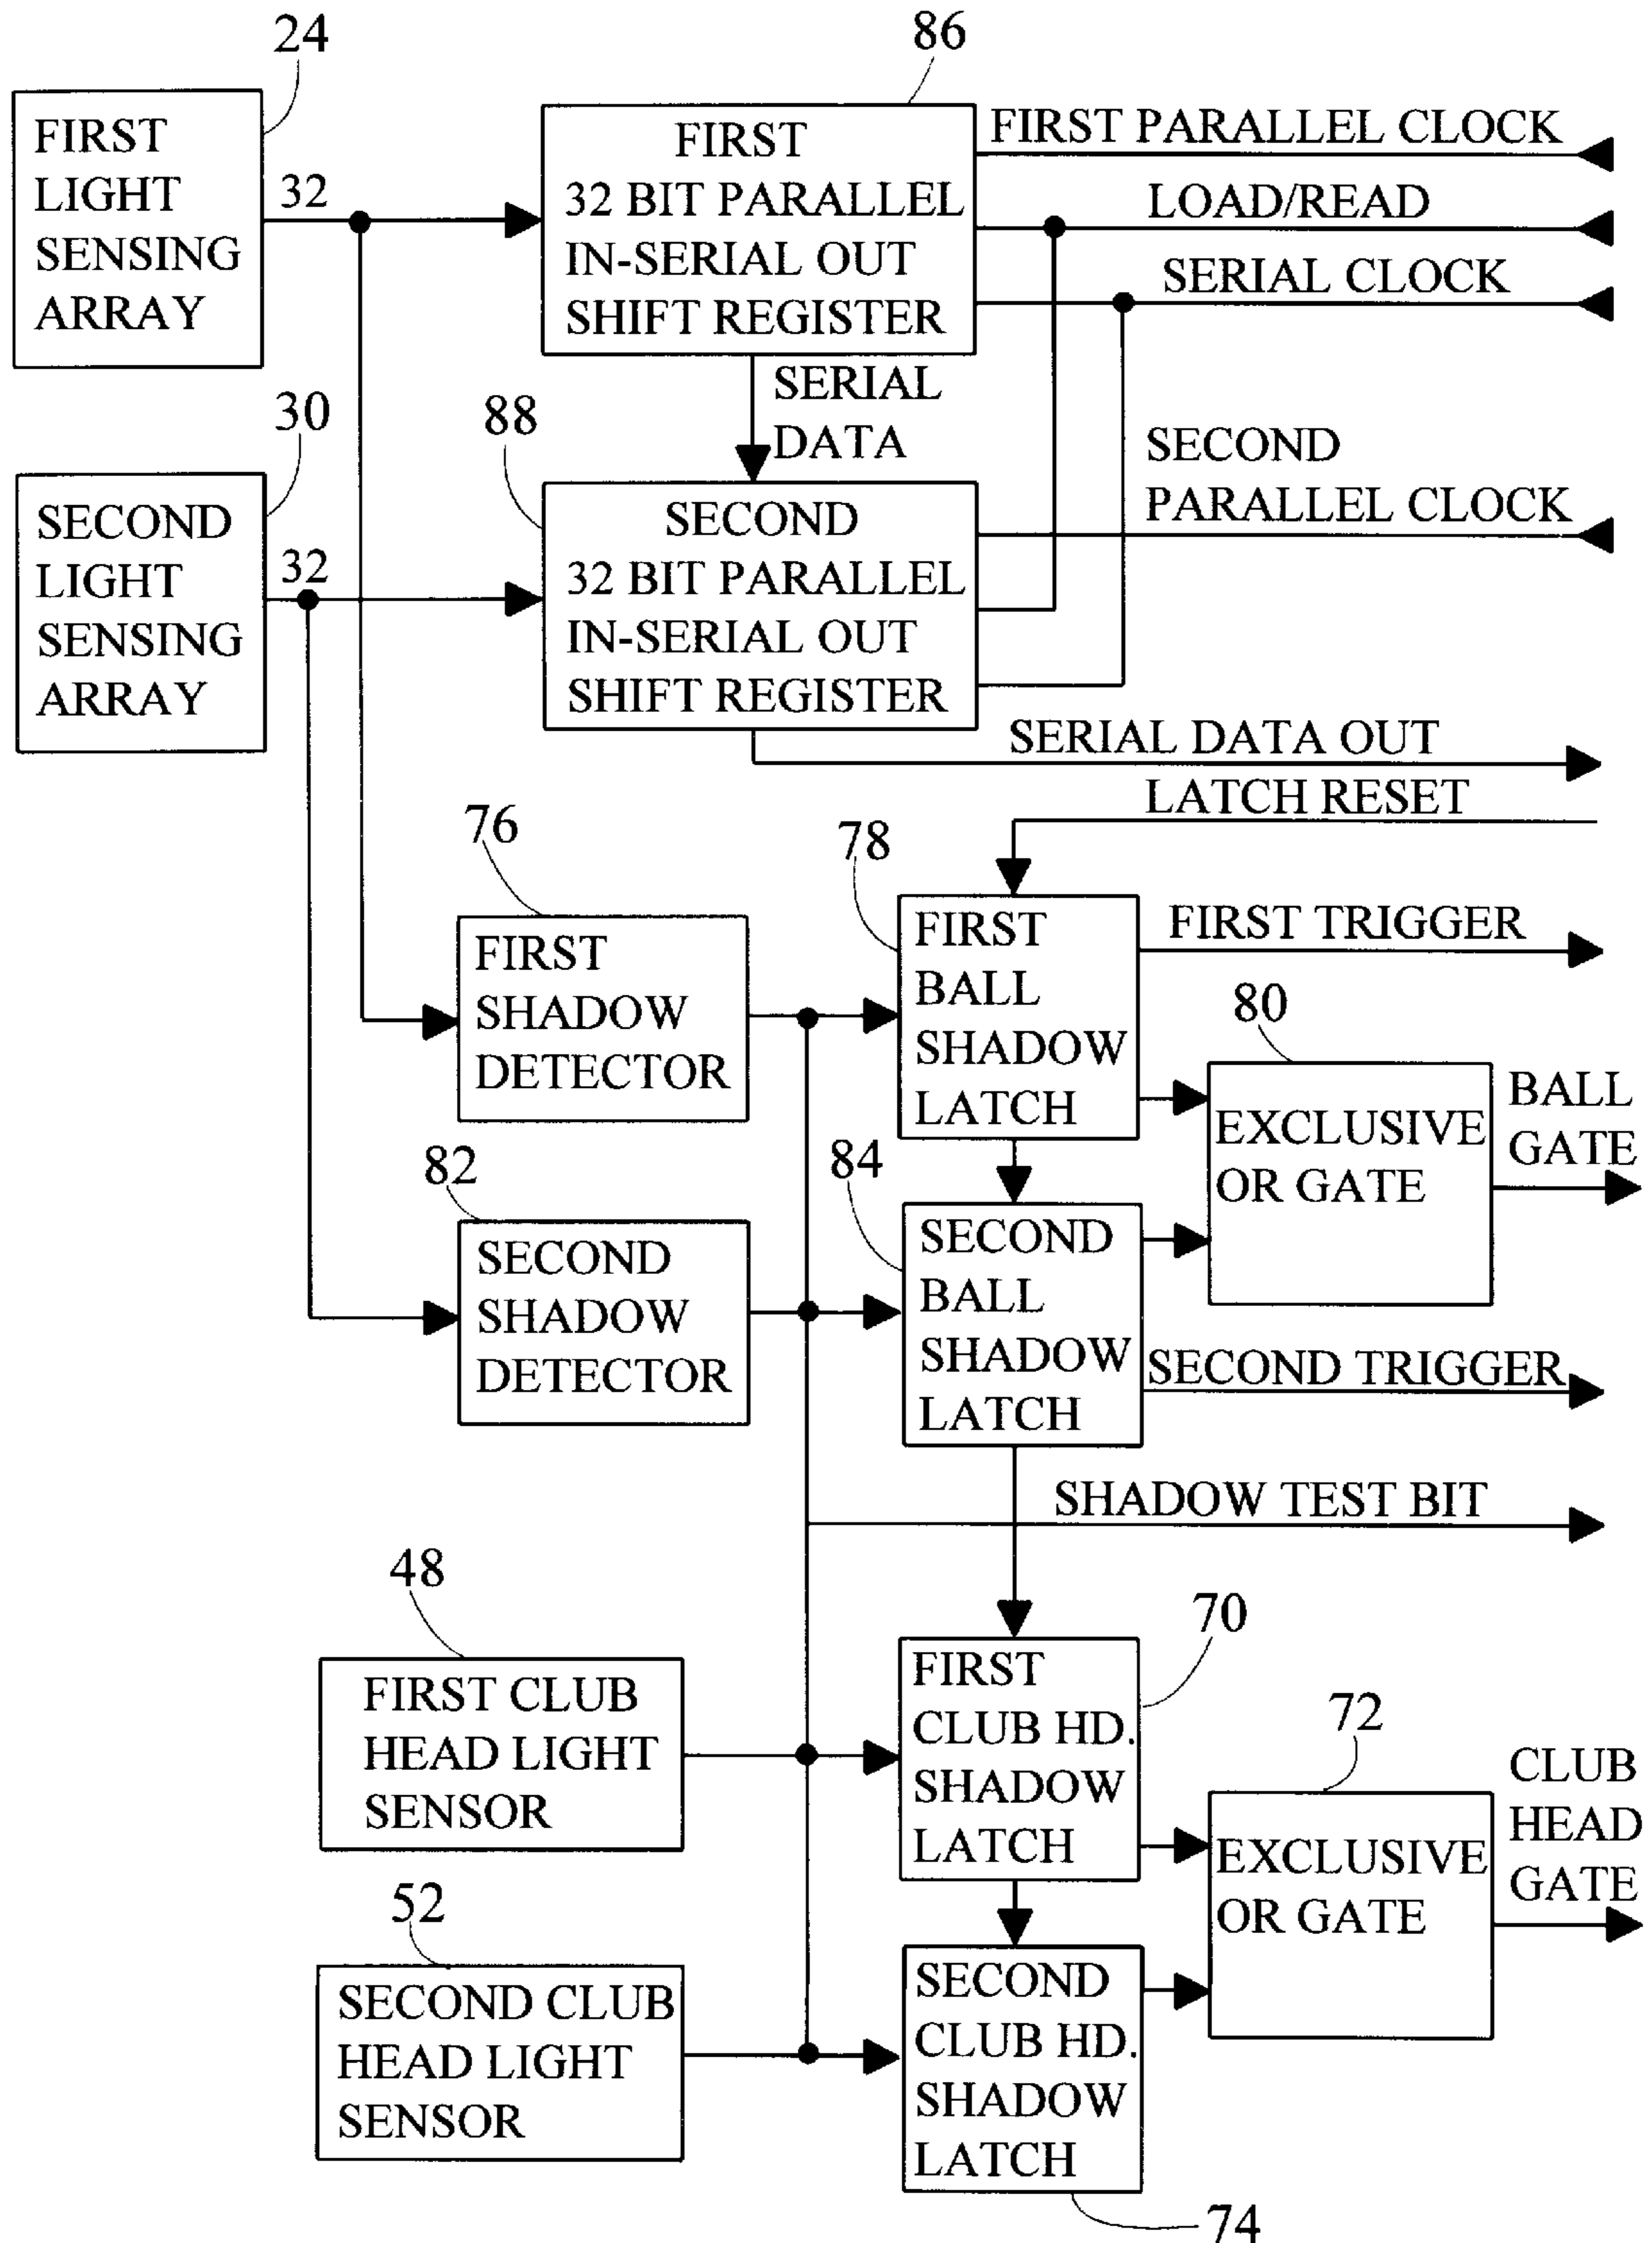 24
86
FIRST
LIGHT
SENSING
ARRAY
32
FIRST
32 BIT PARALLEL
IN-SERIAL OUT
SHIFT REGISTER
FIRST PARALLEL CLOCK
LOAD/READ
SERIAL CLOCK
SERIAL
DATA
30
88
SECOND
LIGHT
SENSING
ARRAY
32
SECOND
32 BIT PARALLEL
IN-SERIAL OUT
SHIFT REGISTER
SECOND
PARALLEL CLOCK
SERIAL DATA OUT
LATCH RESET
76
78
FIRST
SHADOW
DETECTOR
FIRST
BALL
SHADOW
LATCH
FIRST TRIGGER
80
EXCLUSIVE
OR GATE
BALL
GATE
82
84
SECOND
SHADOW
DETECTOR
SECOND
BALL
SHADOW
LATCH
SECOND TRIGGER
SHADOW TEST BIT
48
70
FIRST CLUB
HEAD LIGHT
SENSOR
FIRST
CLUB HD.
SHADOW
LATCH
72
EXCLUSIVE
OR GATE
CLUB
HEAD
GATE
52
SECOND CLUB
HEAD LIGHT
SENSOR
SECOND
CLUB HD.
SHADOW
LATCH
74